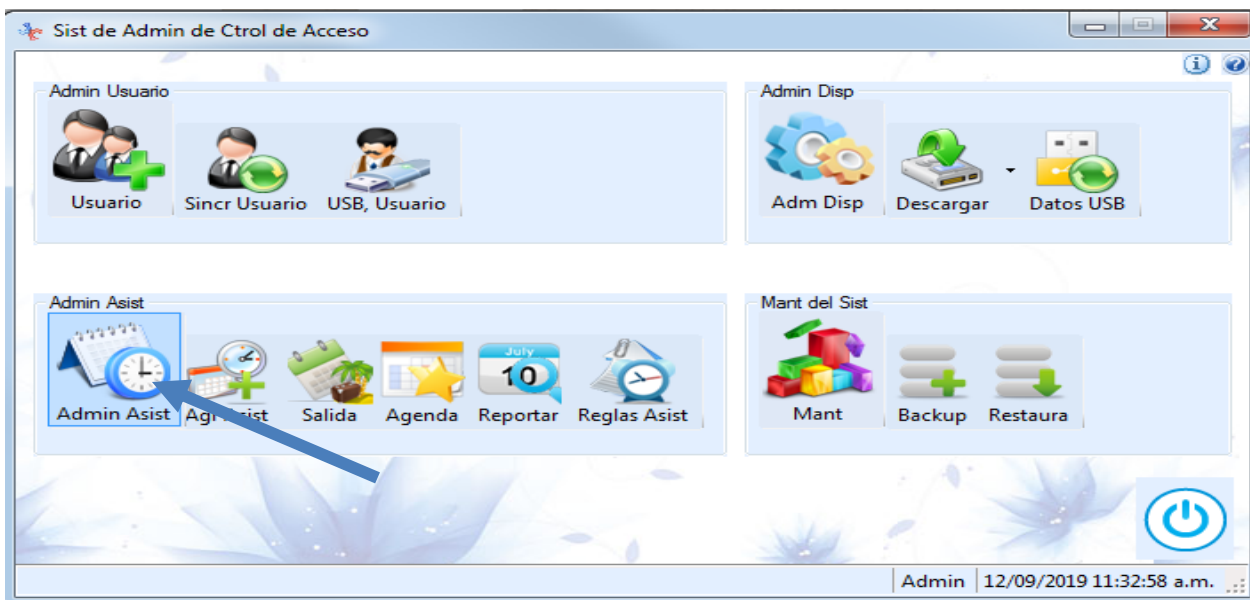 Sist de Admin de Ctrol de Acceso
Admin Usuario
Usuario
Sincr Usuario
USB, Usuario
Admin Disp
Adm Disp
Descargar
Datos USB
Admin Asist
Admin Asist
Salida
Agenda
July
10
Reportar
Reglas Asist
Mant del Sist
Mant
Backup
Restaura
Admin
12/09/2019 11:32:58 a.m.